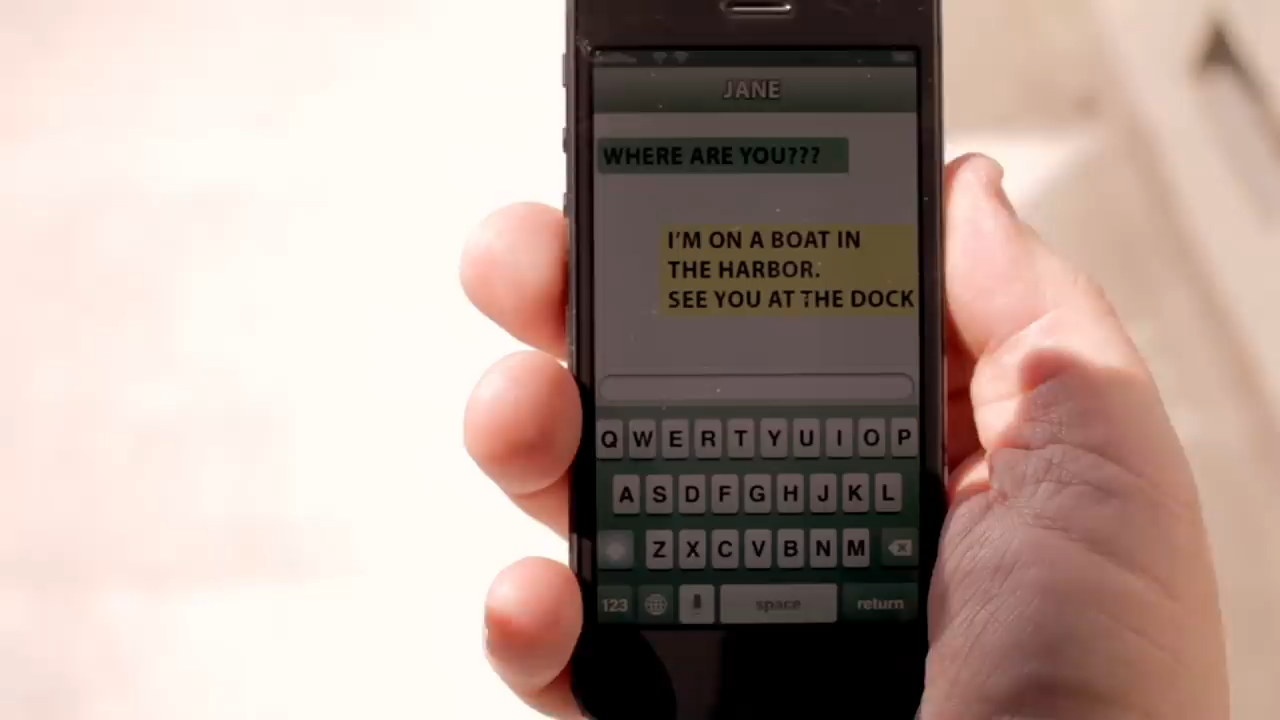 JANE
WHERE ARE YOU???
I'M ON A BOAT IN
THE HARBOR.
SEE YOU AT THE DOCK
Q W E R T Y U I O P
A S D F G H J K L
Z X C V B N M
123 space return